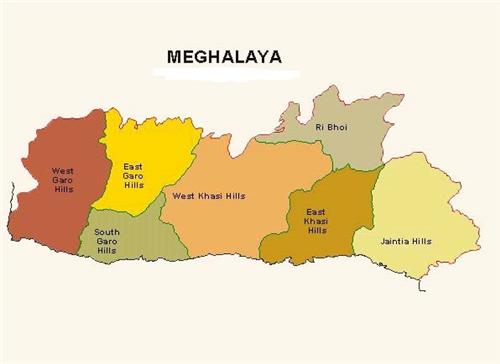 MEGHALAYA
Ri Bhoi
West
Garo
Hills
East
Garo
Hills
West Khasi Hills
South
Garo
Hills
East
Khasi
Hills
Jaintia Hills